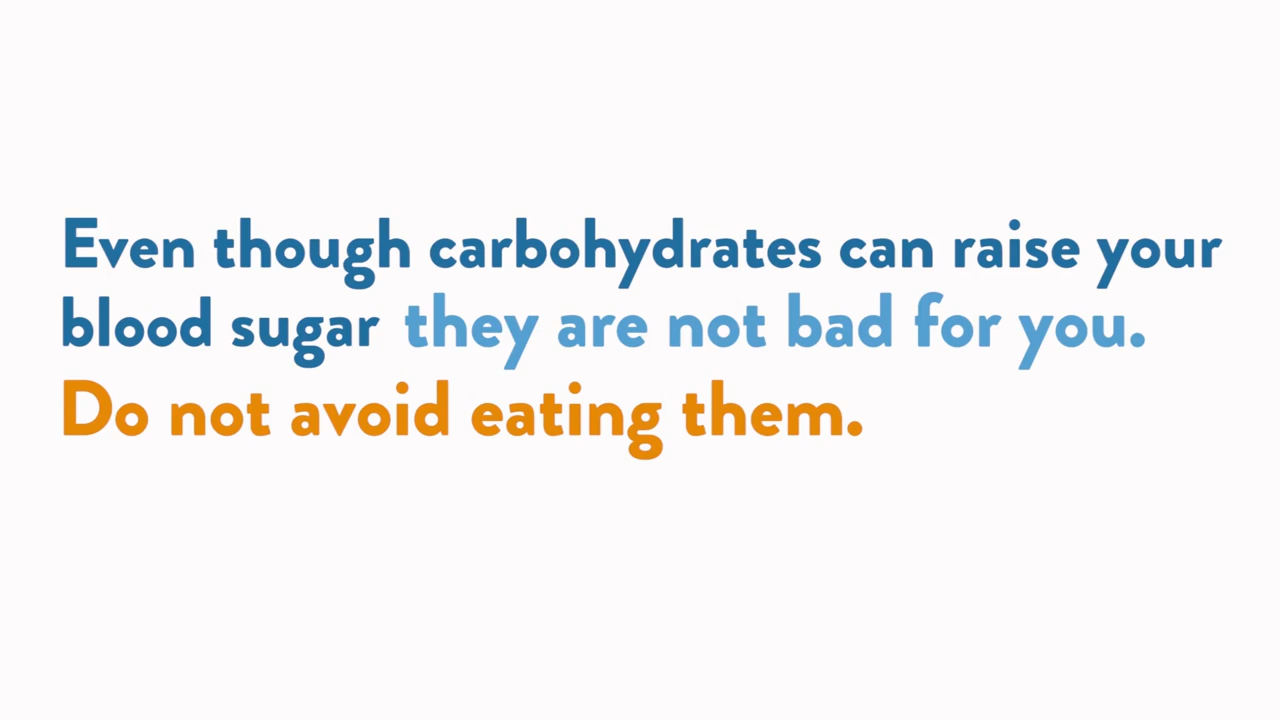 Even though carbohydrates can raise your
blood sugar they are not bad for you.
Do not avoid eating them.